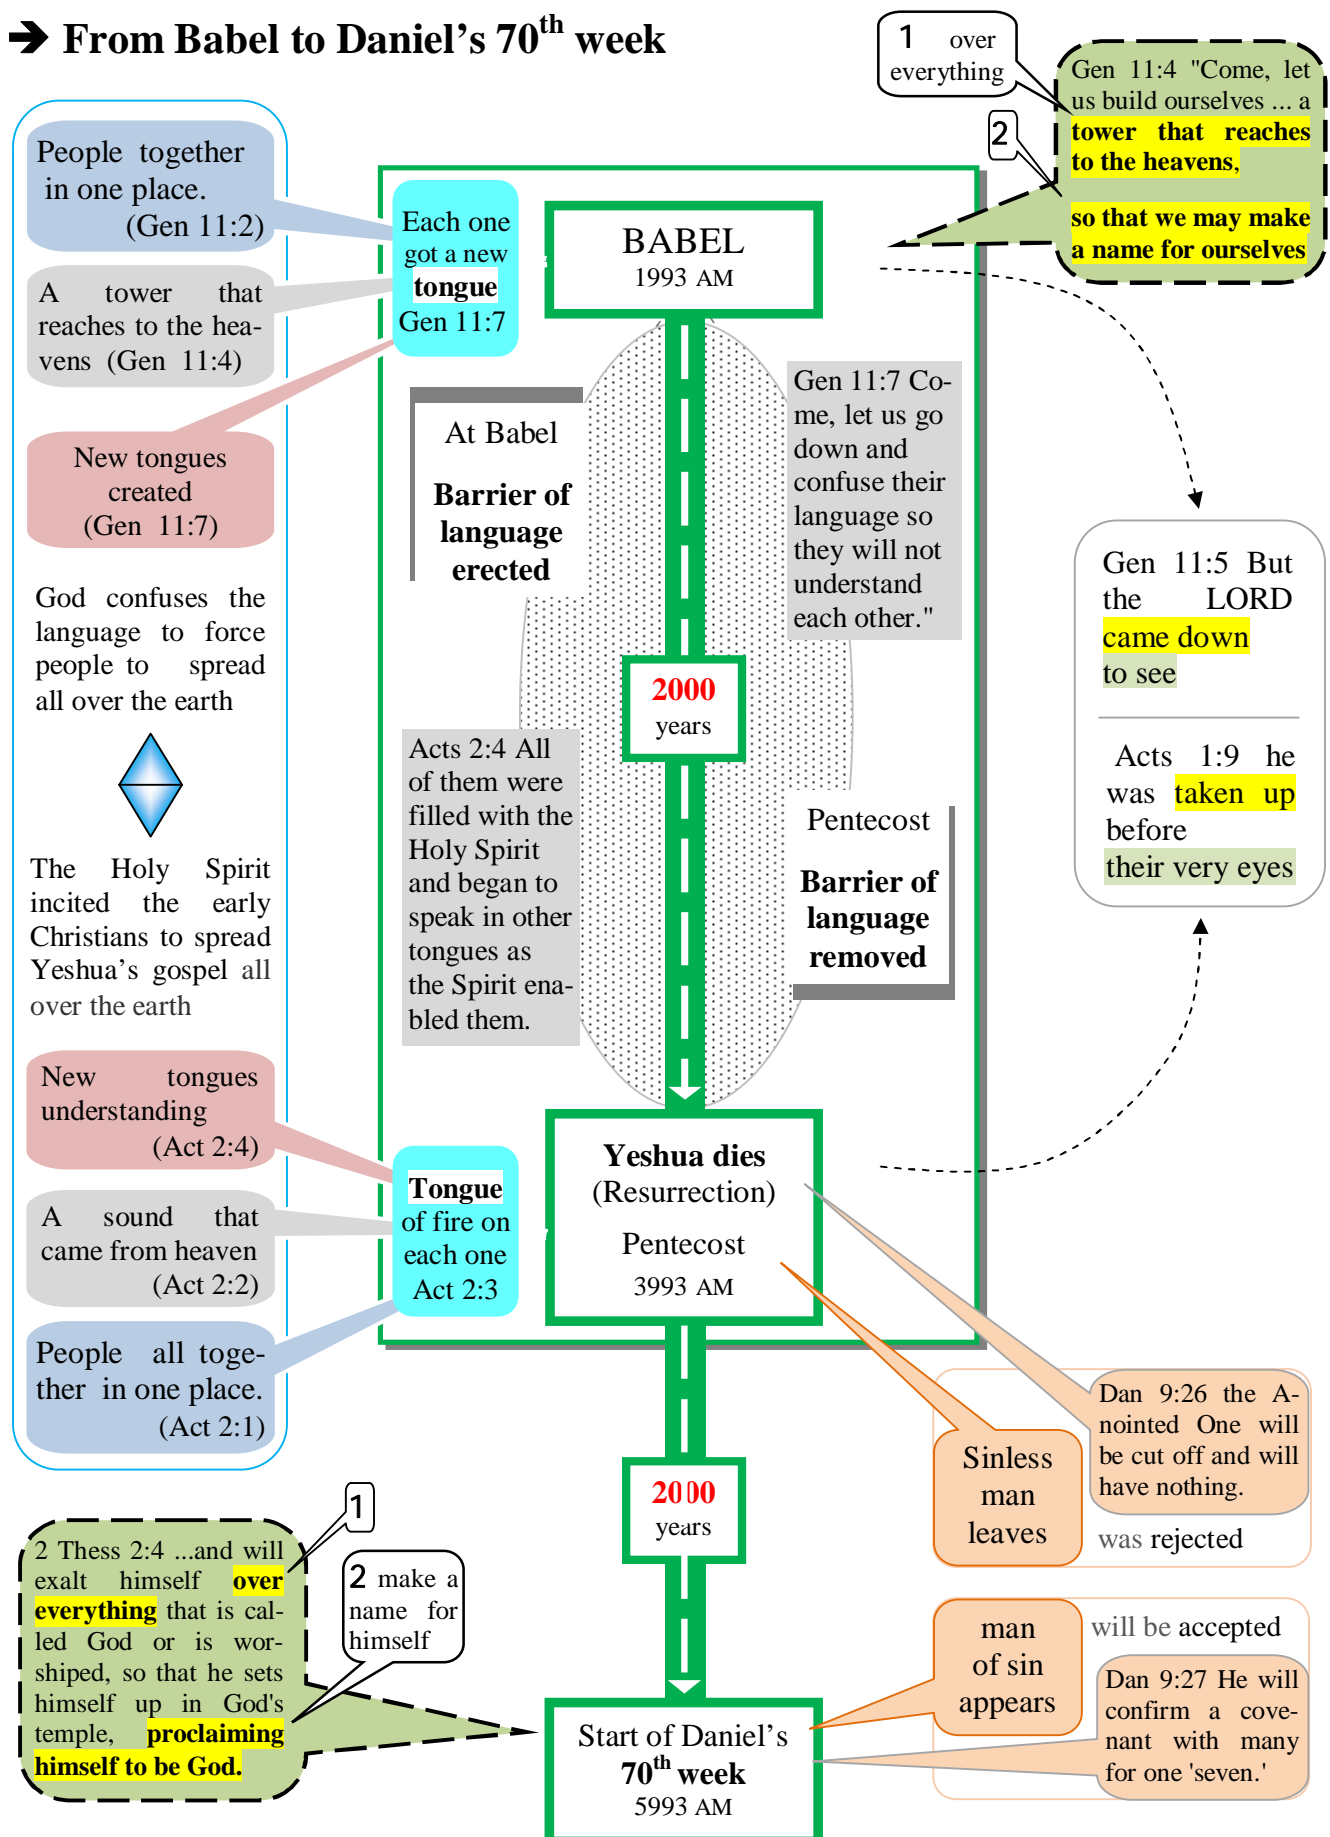 ➔ From Babel to Daniel's 70th week
1 over
everything
Gen 11:4 "Come, let
us build ourselves ... a
tower that reaches
to the heavens,
2
so that we may make
a name for ourselves
People together
in one place.
(Gen 11:2)
A tower that
reaches to the hea-
vens (Gen 11:4)
New tongues
created
(Gen 11:7)
Each one
got a new
tongue
Gen 11:7
BABEL
1993 AM
At Babel
Barrier of
language
erected
Gen 11:7 Co-
me, let us go
down and
confuse their
language so
they will not
understand
each other."
God confuses the
language to force
people to spread
all over the earth
The Holy Spirit
incited the early
Christians to spread
Yeshua's gospel all
over the earth
2000
years
Gen 11:5 But
the LORD
came down
to see
Acts 1:9 he
was taken up
before
their very eyes
Acts 2:4 All
of them were
filled with the
Holy Spirit
and began to
speak in other
tongues as
the Spirit ena-
bled them.
Pentecost
Barrier of
language
removed
New tongues
understanding
(Act 2:4)
A sound that
came from heaven
(Act 2:2)
People all toge-
ther in one place.
(Act 2:1)
Tongue
of fire on
each one
Act 2:3
Yeshua dies
(Resurrection)
Pentecost
3993 AM
Dan 9:26 the A-
nointed One will
be cut off and will
have nothing.
Sinless
man
leaves
was rejected
2000
years
1
2 Thess 2:4 ...and will
exalt himself over
everything that is cal-
led God or is wor-
shiped, so that he sets
himself up in God's
temple, proclaiming
himself to be God.
2 make a
name for
himself
man
of sin
appears
will be accepted
Dan 9:27 He will
confirm a cove-
nant with many
for one 'seven.'
Start of Daniel's
70th week
5993 AM